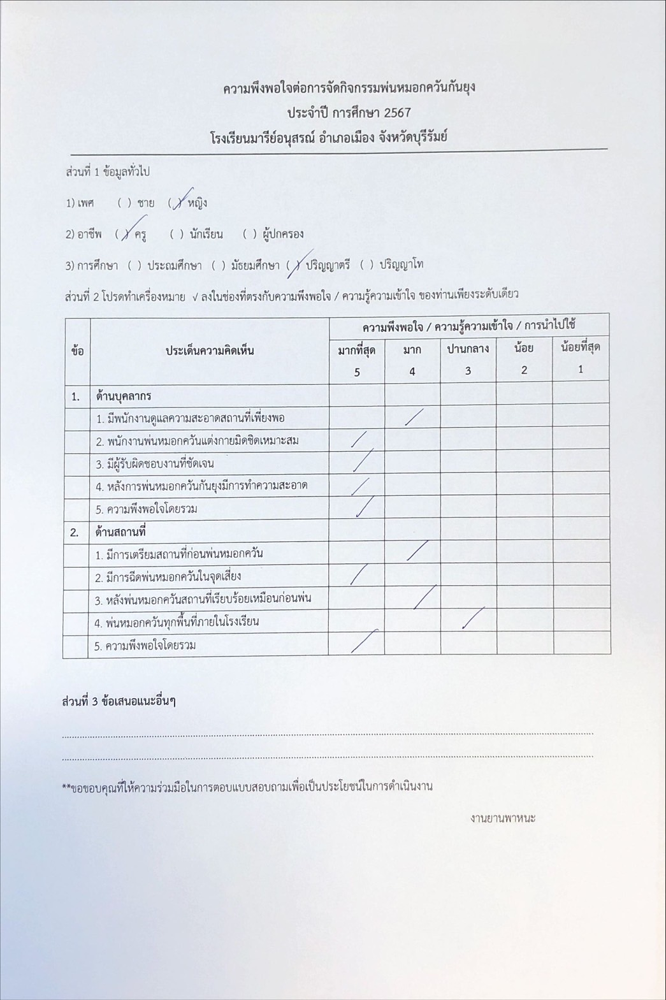 ความพึงพอใจต่อการจัดกิจกรรมพ่นหมอกควันกันยุง
ประจำปี การศึกษา 2567
โรงเรียนมารีย์อนุสรณ์ อำเภอเมือง จังหวัดบุรีรัมย์
ส่วนที่ 1 ข้อมูลทั่วไป
1) เพศ ( ) ชาย (/) หญิง
2) อาชีพ (/) ครู ( ) นักเรียน ( ) ผู้ปกครอง
3) การศึกษา ( ) ประถมศึกษา ( ) มัธยมศึกษา (/) ปริญญาตรี ( ) ปริญญาโท
ส่วนที่ 2 โปรดทำเครื่องหมาย √ ลงในช่องที่ตรงกับความพึงพอใจ / ความรู้ความเข้าใจ ของท่านเพียงระดับเดียว
ข้อ ประเด็นความคิดเห็น ความพึงพอใจ / ความรู้ความเข้าใจ / การนำไปใช้
มากที่สุด มาก ปานกลาง น้อย น้อยที่สุด
5 4 3 2 1
1. ด้านบุคลากร
1. มีพนักงานดูแลความสะอาดสถานที่เพี่ยงพอ /
2. พนักงานพ่นหมอกควันแต่งกายมิดชิดเหมาะสม /
3. มีผู้รับผิดชอบงานที่ชัดเจน /
4. หลังการพ่นหมอกควันกันยุงมีการทำความสะอาด /
5. ความพึงพอใจโดยรวม /
2. ด้านสถานที่
1. มีการเตรียมสถานที่ก่อนพ่นหมอกควัน /
2. มีการฉีดพ่นหมอกควันในจุดเสี่ยง /
3. หลังพ่นหมอกควันสถานที่เรียบร้อยเหมือนก่อนพ่น /
4. พ่นหมอกควันทุกพื้นที่ภายในโรงเรียน /
5. ความพึงพอใจโดยรวม /
ส่วนที่ 3 ข้อเสนอแนะอื่นๆ
**ขอขอบคุณที่ให้ความร่วมมือในการตอบแบบสอบถามเพื่อเป็นประโยชน์ในการดำเนินงาน
งานยานพาหนะ